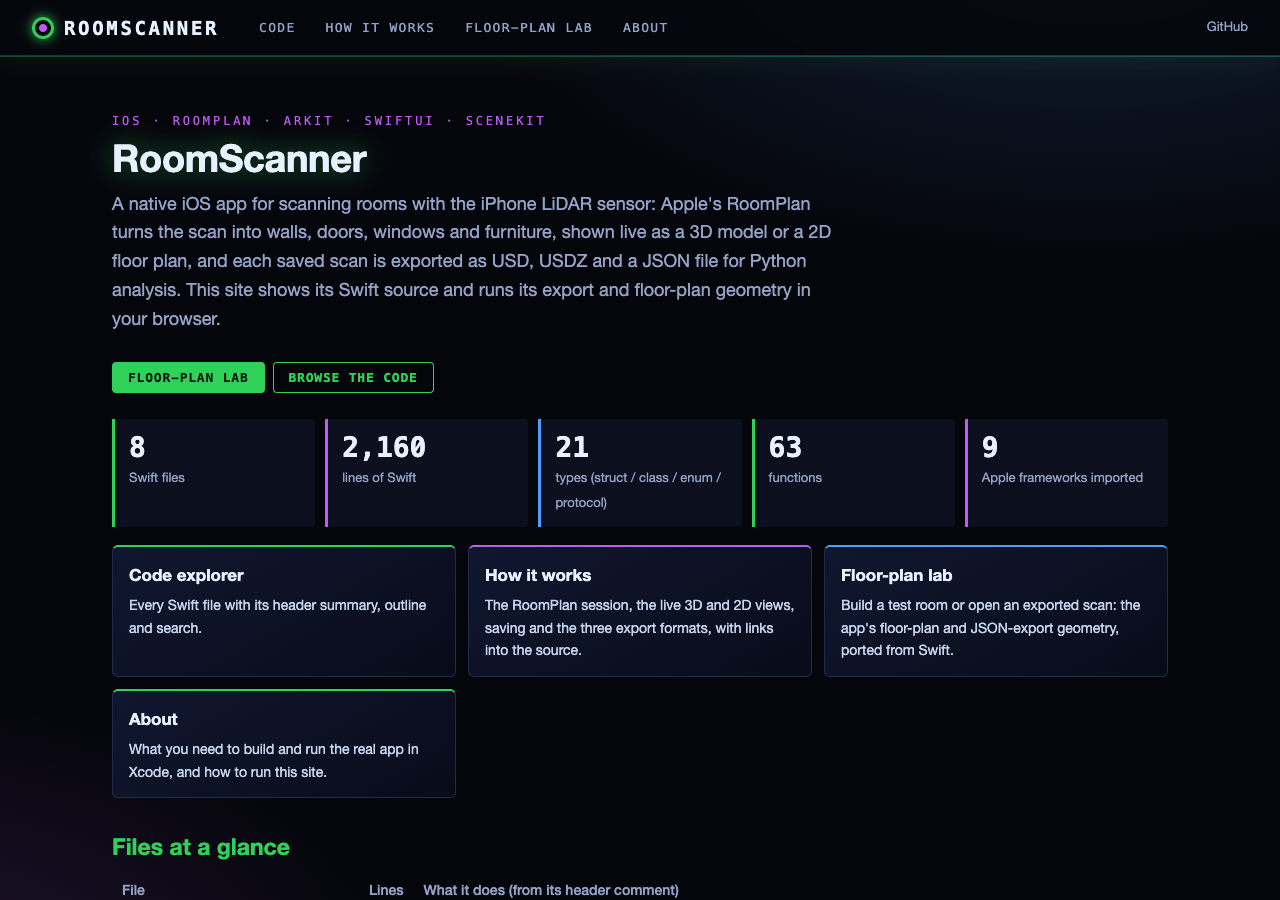 ROOMSCANNER
CODE
HOW IT WORKS
FLOOR-PLAN LAB
ABOUT
GitHub
IOS · ROOMPLAN · ARKIT · SWIFTUI · SCENEKIT
RoomScanner
A native iOS app for scanning rooms with the iPhone LiDAR sensor: Apple's RoomPlan
turns the scan into walls, doors, windows and furniture, shown live as a 3D model or a 2D
floor plan, and each saved scan is exported as USD, USDZ and a JSON file for Python
analysis. This site shows its Swift source and runs its export and floor-plan geometry in
your browser.
FLOOR-PLAN LAB
BROWSE THE CODE
8
Swift files
2,160
lines of Swift
21
types (struct / class / enum /
protocol)
63
functions
9
Apple frameworks imported
Code explorer
Every Swift file with its header summary, outline
and search.
How it works
The RoomPlan session, the live 3D and 2D views,
saving and the three export formats, with links
into the source.
Floor-plan lab
Build a test room or open an exported scan: the
app's floor-plan and JSON-export geometry,
ported from Swift.
About
What you need to build and run the real app in
Xcode, and how to run this site.
Files at a glance
File
Lines
What it does (from its header comment)